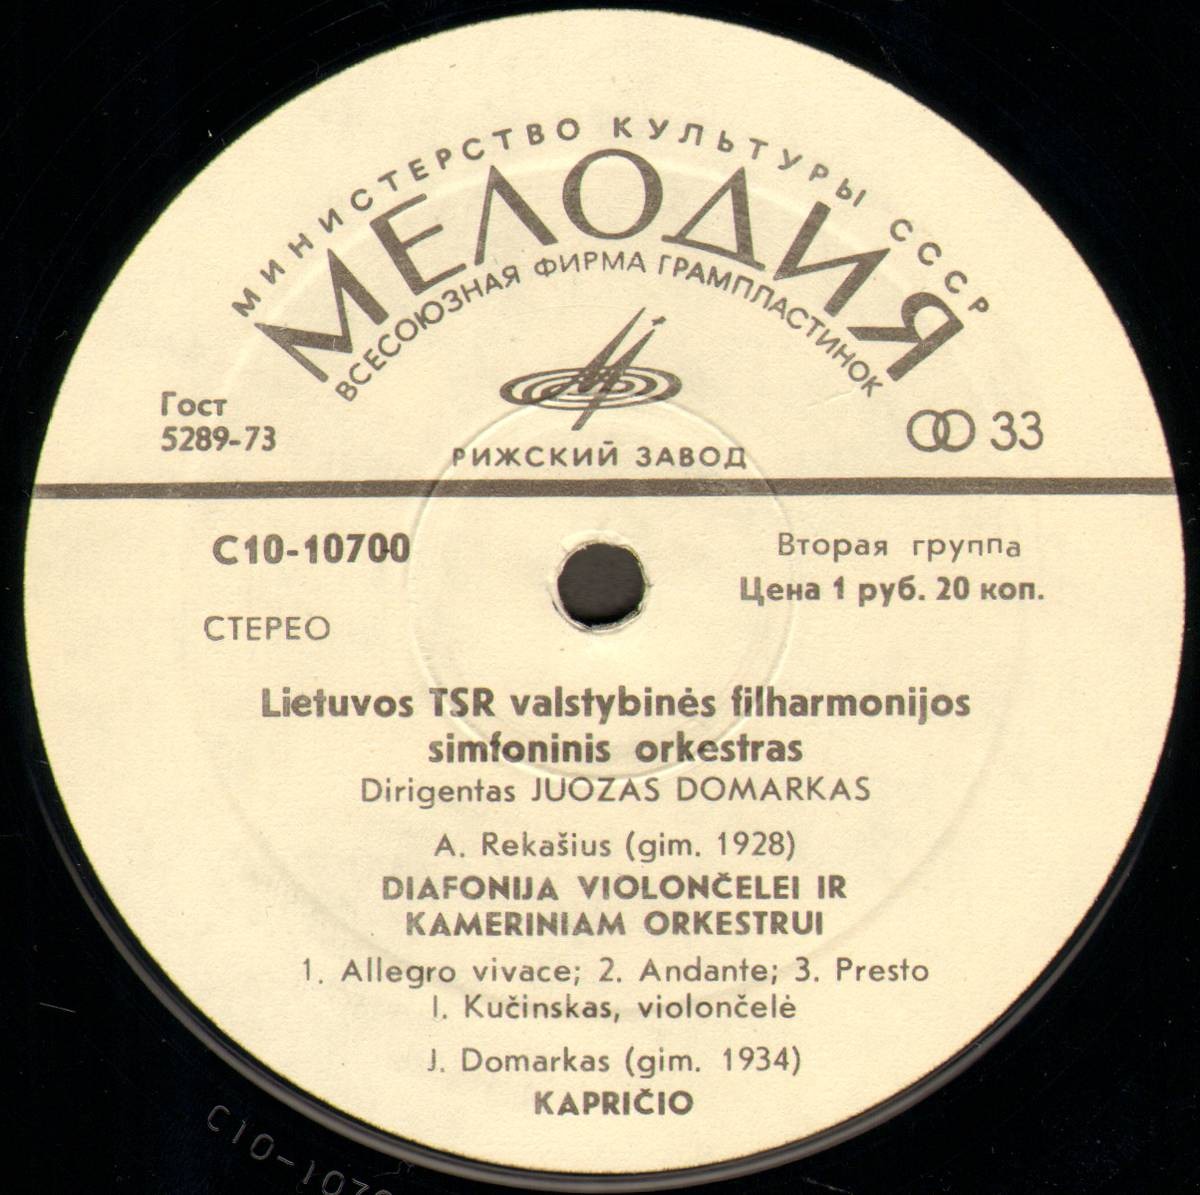 МИНИСТЕРСТВО КУЛЬТУРЫ СССР
МЕЛОДИЯ
ВСЕСОЮЗНАЯ ФИРМА ГРАМПЛАСТИНОК
Гост
5289-73
33
РИЖСКИЙ ЗАВОД
С10-10700
Вторая группа
Цена 1 руб. 20 коп.
СТЕРЕО
Lietuvos TSR valstybinės filharmonijos
simfoninis orkestras
Dirigentas JUOZAS DOMARKAS
A. Rekašius (gim. 1928)
DIAFONIJA VIOLONČELEI IR
KAMERINIAM ORKESTRUI
1. Allegro vivace; 2. Andante; 3. Presto
I. Kučinskas, violončelė
J. Domarkas (gim. 1934)
KAPRIČIO